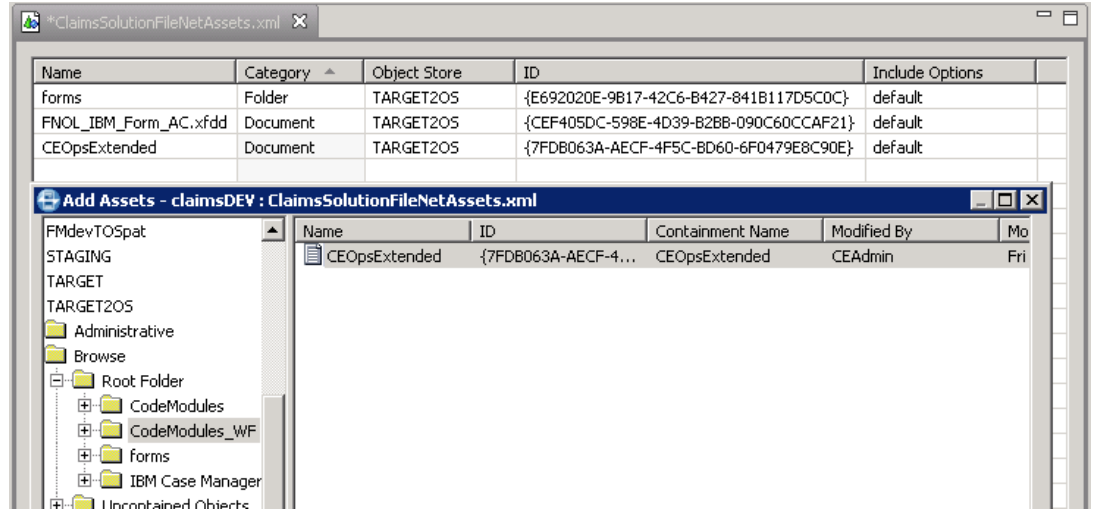 *ClaimsSolutionFileNetAssets.xml
Name Category Object Store ID Include Options
forms Folder TARGET2OS {E692020E-9B17-42C6-B427-841B117D5C0C} default
FNOL_IBM_Form_AC.xfdd Document TARGET2OS {CEF405DC-598E-4D39-B2BB-090C60CCAF21} default
CEOpsExtended Document TARGET2OS {7FDB063A-AECF-4F5C-BD60-6F0479E8C90E} default
Add Assets - claimsDEV : ClaimsSolutionFileNetAssets.xml
FMdevTOSpat
STAGING
TARGET
TARGET2OS
Administrative
Browse
Root Folder
CodeModules
CodeModules_WF
forms
IBM Case Manager
Uncontained Objects
Name ID Containment Name Modified By Mo
CEOpsExtended {7FDB063A-AECF-4... CEOpsExtended CEAdmin Fri